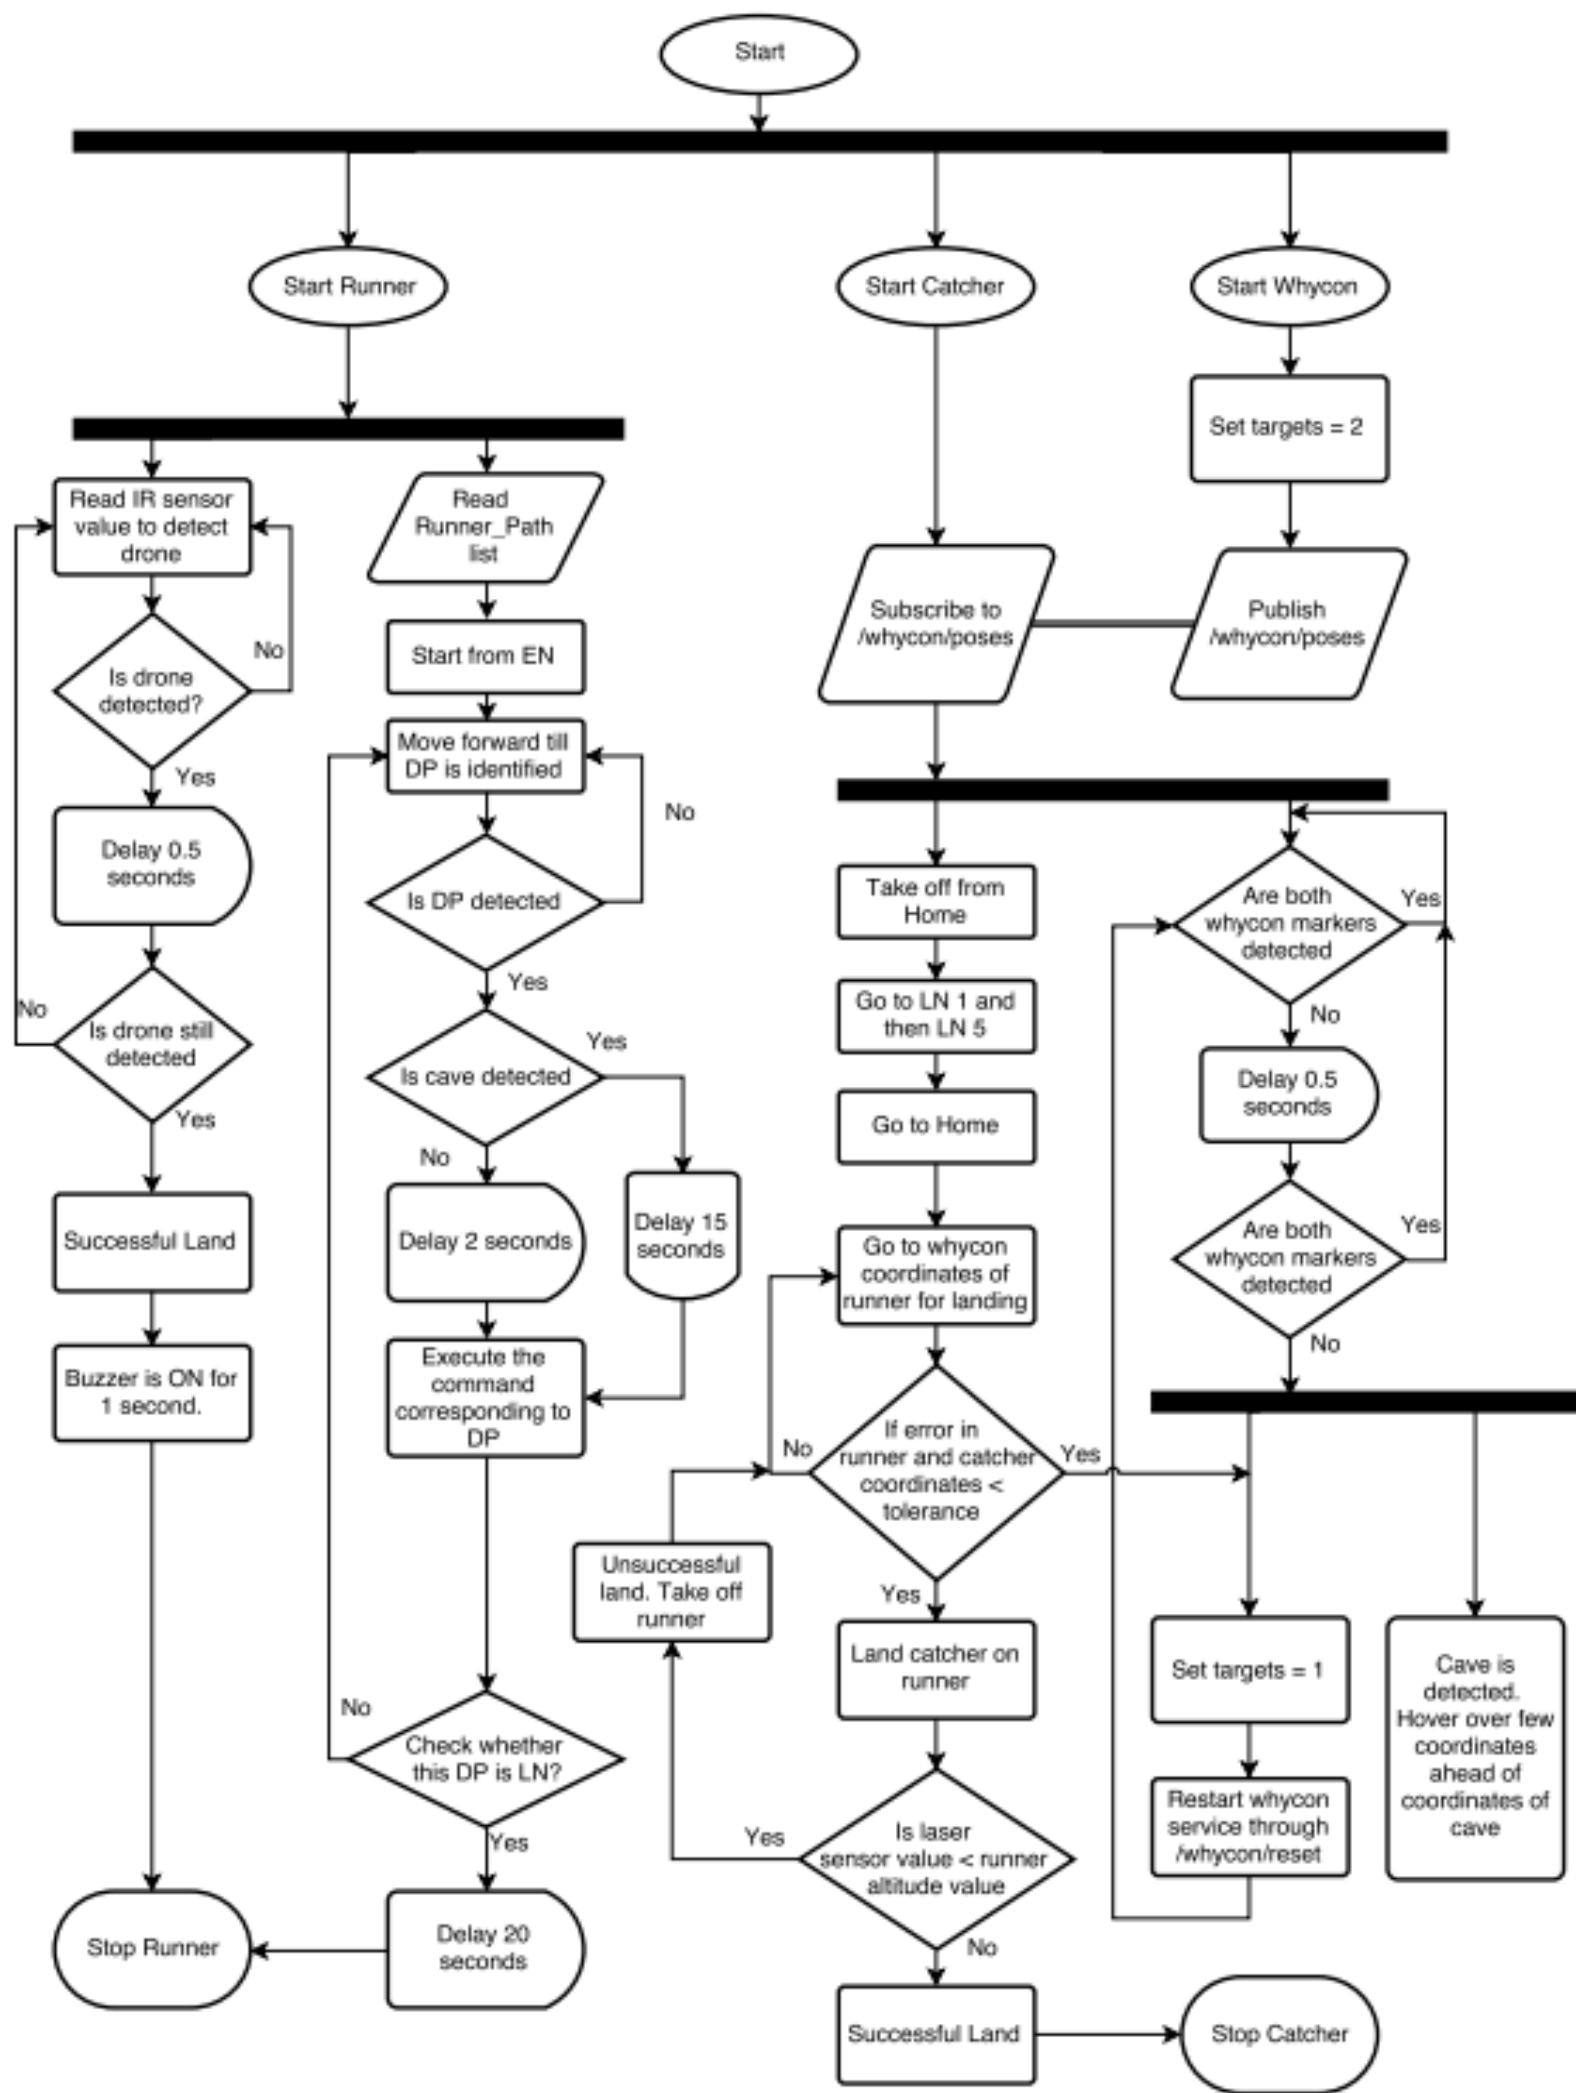 Start
Start Runner
Start Catcher
Start Whycon
Set targets = 2
Read IR sensor
value to detect
drone
Read
Runner_Path
list
Subscribe to
/whycon/poses
Publish
/whycon/poses
No
Is drone
detected?
Start from EN
Yes
Move forward till
DP is identified
No
Delay 0.5
seconds
Is DP detected
Yes
Take off from
Home
Are both
whycon markers
detected
Yes
No
No
Is drone still
detected
Yes
Is cave detected
Yes
No
Go to LN 1 and
then LN 5
Delay 0.5
seconds
Go to Home
Successful Land
Delay 2 seconds
Delay 15
seconds
Go to whycon
coordinates of
runner for landing
Are both
whycon markers
detected
Yes
No
Buzzer is ON for
1 second.
Execute the
command
corresponding to
DP
No
If error in
runner and catcher
coordinates <
tolerance
Yes
Yes
Unsuccessful
land. Take off
runner
Land catcher on
runner
Set targets = 1
Cave is
detected.
Hover over few
coordinates
ahead of
coordinates of
cave
No
Check whether
this DP is LN?
Yes
Restart whycon
service through
/whycon/reset
Yes
Is laser
sensor value < runner
altitude value
No
Stop Runner
Delay 20
seconds
Successful Land
Stop Catcher